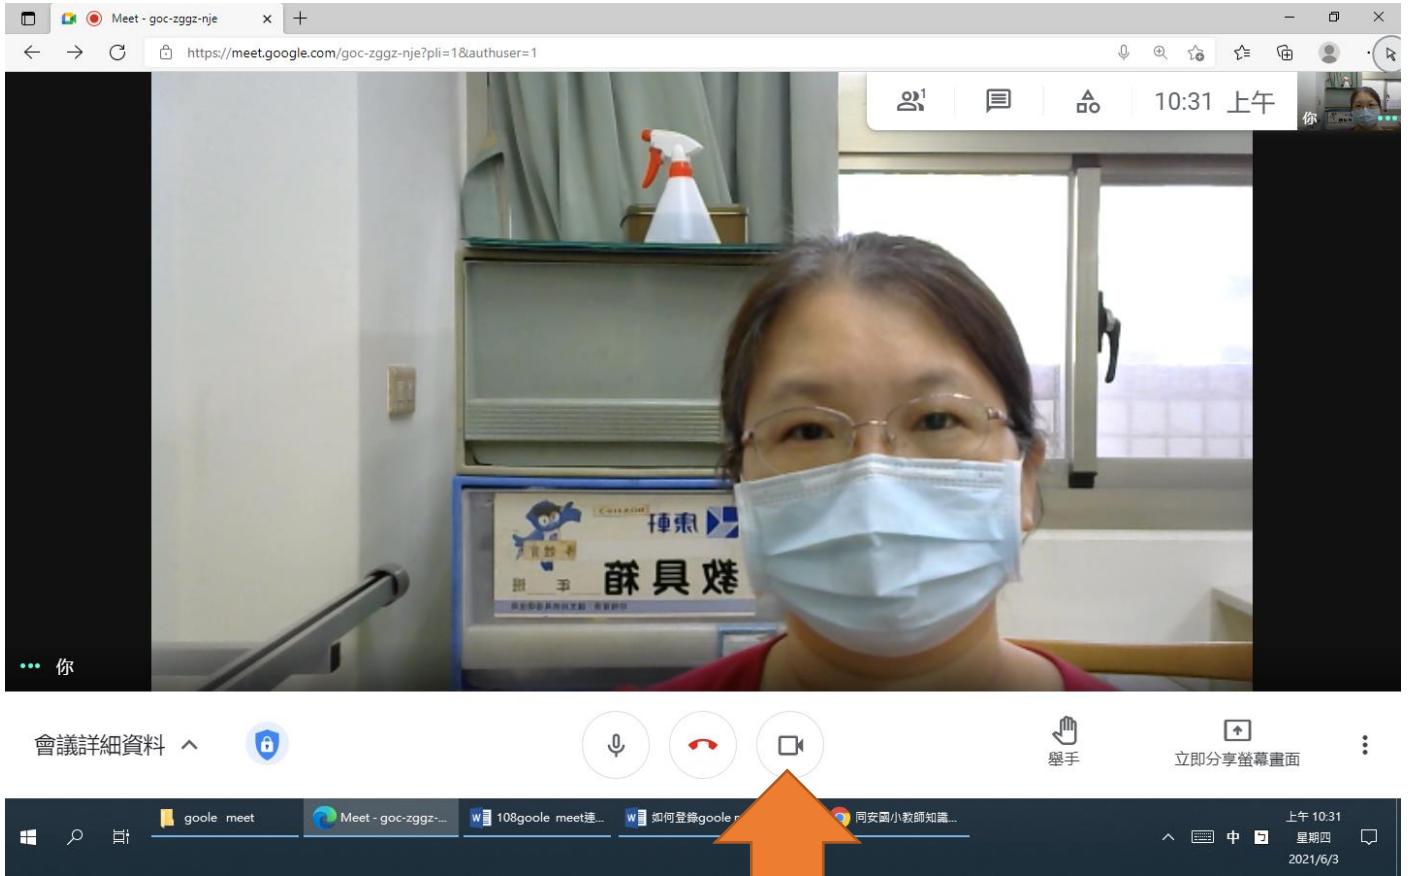 Meet - goc-zggz-nje
https://meet.google.com/goc-zggz-nje?pli=1&authuser=1
1
10:31 上午
你
康軒
教具箱
年 班
你
會議詳細資料
舉手
立即分享螢幕畫面
goole meet
Meet - goc-zggz-...
108goole meet連...
如何登錄goole
同安國小教師知識...
中
ㄅ
上午 10:31
星期四
2021/6/3